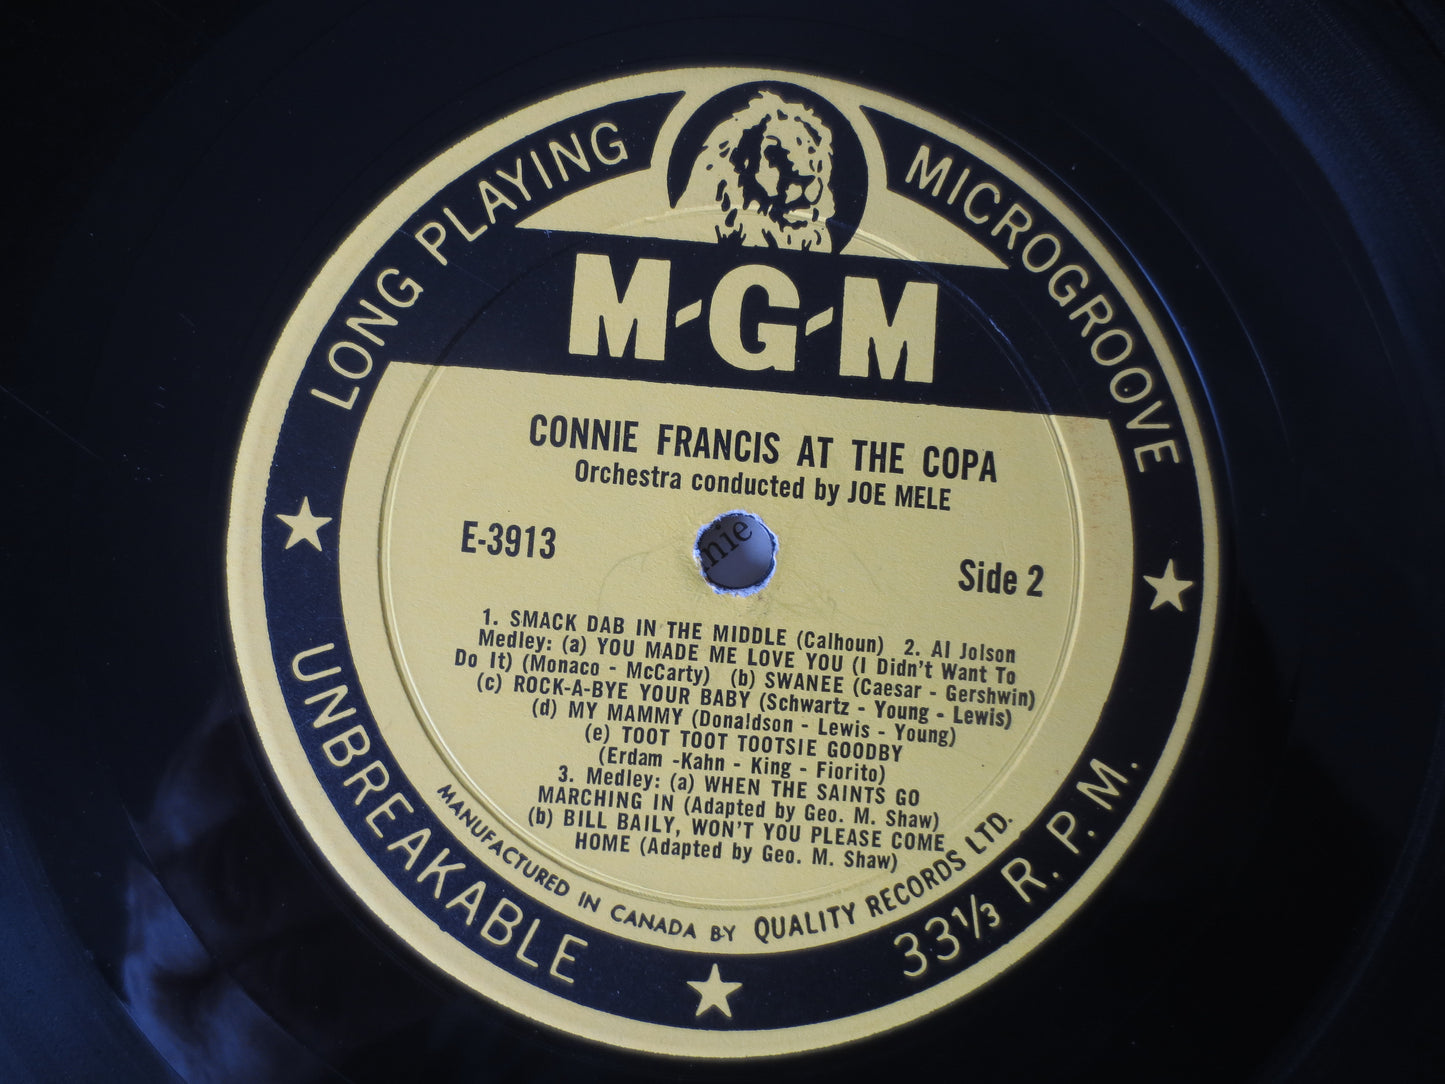 LONG PLAYING
MICROGROOVE
M-G-M
CONNIE FRANCIS AT THE COPA
Orchestra conducted by JOE MELE
E-3913
nie
Side 2
1. SMACK DAB IN THE MIDDLE (Calhoun) 2. Al Jolson
Medley: (a) YOU MADE ME LOVE YOU (I Didn't Want To
Do It) (Monaco - McCarty) (b) SWANEE (Caesar - Gershwin)
(c) ROCK-A-BYE YOUR BABY (Schwartz - Young - Lewis)
(d) MY MAMMY (Donaldson - Lewis - Young)
(e) TOOT TOOT TOOTSIE GOODBY
(Erdam -Kahn - King - Fiorito)
3. Medley: (a) WHEN THE SAINTS GO
MARCHING IN (Adapted by Geo. M. Shaw)
(b) BILL BAILY, WON'T YOU PLEASE COME
HOME (Adapted by Geo. M. Shaw)
MANUFACTURED IN CANADA BY QUALITY RECORDS LTD.
UNBREAKABLE
33⅓ R.P.M.